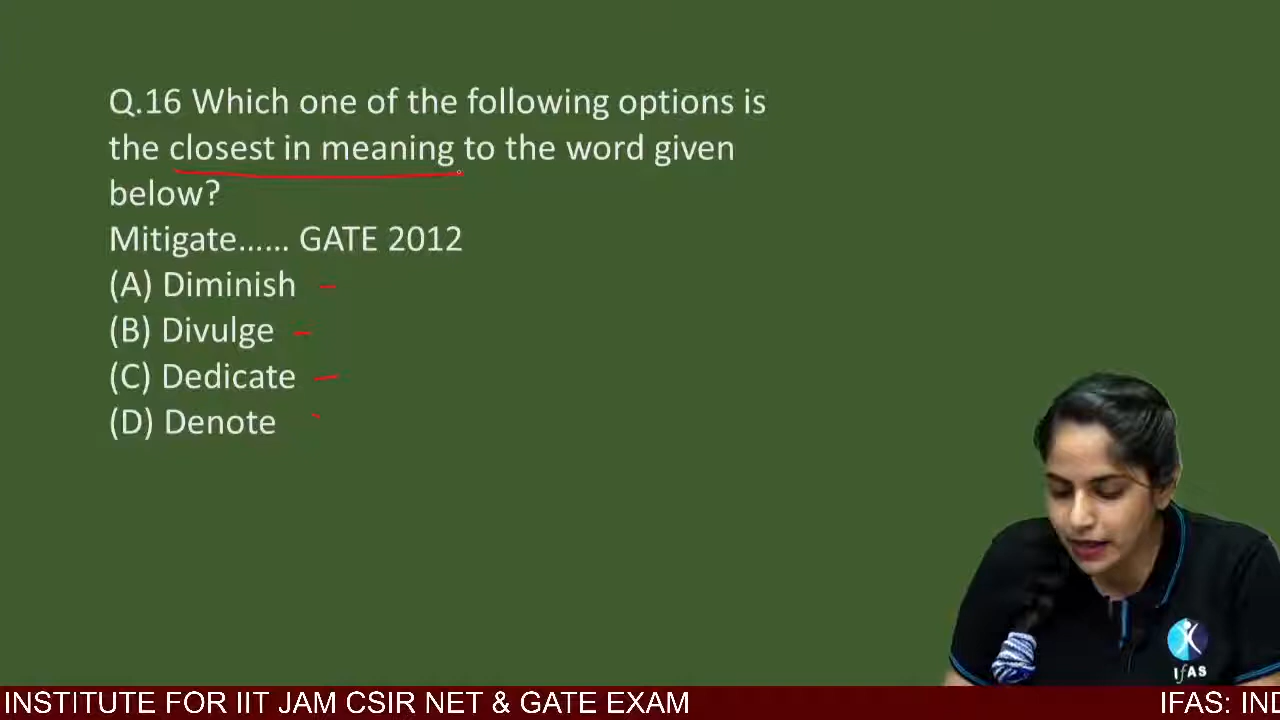 Q.16 Which one of the following options is
the closest in meaning to the word given
below?
Mitigate...... GATE 2012
(A) Diminish
(B) Divulge
(C) Dedicate
(D) Denote
IfAS
INSTITUTE FOR IIT JAM CSIR NET & GATE EXAM
IFAS: IND